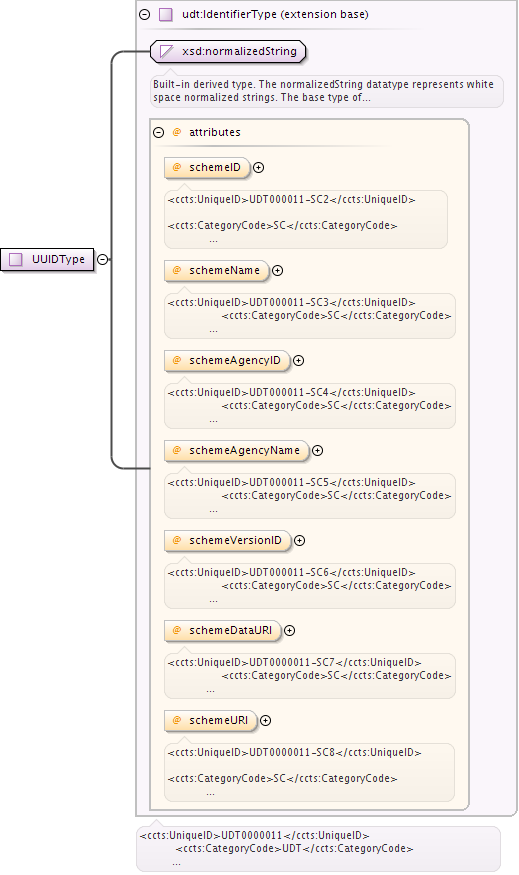 udt:IdentifierType (extension base)
xsd:normalizedString
Built-in derived type. The normalizedString datatype represents white
space normalized strings. The base type of...
@ attributes
@ schemeID
<ccts:UniqueID>UDT000011-SC2</ccts:UniqueID>
<ccts:CategoryCode>SC</ccts:CategoryCode>
...
UUIDType
@ schemeName
<ccts:UniqueID>UDT000011-SC3</ccts:UniqueID>
<ccts:CategoryCode>SC</ccts:CategoryCode>
...
@ schemeAgencyID
<ccts:UniqueID>UDT000011-SC4</ccts:UniqueID>
<ccts:CategoryCode>SC</ccts:CategoryCode>
...
@ schemeAgencyName
<ccts:UniqueID>UDT000011-SC5</ccts:UniqueID>
<ccts:CategoryCode>SC</ccts:CategoryCode>
...
@ schemeVersionID
<ccts:UniqueID>UDT000011-SC6</ccts:UniqueID>
<ccts:CategoryCode>SC</ccts:CategoryCode>
...
@ schemeDataURI
<ccts:UniqueID>UDT0000011-SC7</ccts:UniqueID>
<ccts:CategoryCode>SC</ccts:CategoryCode>
...
@ schemeURI
<ccts:UniqueID>UDT0000011-SC8</ccts:UniqueID>
<ccts:CategoryCode>SC</ccts:CategoryCode>
...
<ccts:UniqueID>UDT0000011</ccts:UniqueID>
<ccts:CategoryCode>UDT</ccts:CategoryCode>
...